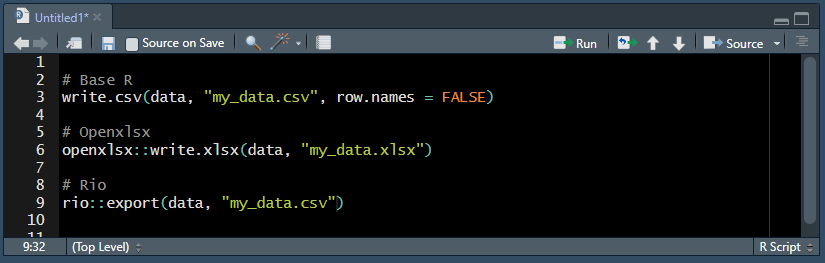 Untitled1*
Source on Save
Run
Source
1
2 # Base R
3 write.csv(data, "my_data.csv", row.names = FALSE)
4
5 # Openxlsx
6 openxlsx::write.xlsx(data, "my_data.xlsx")
7
8 # Rio
9 rio::export(data, "my_data.csv")
10
11
9:32 (Top Level) R Script